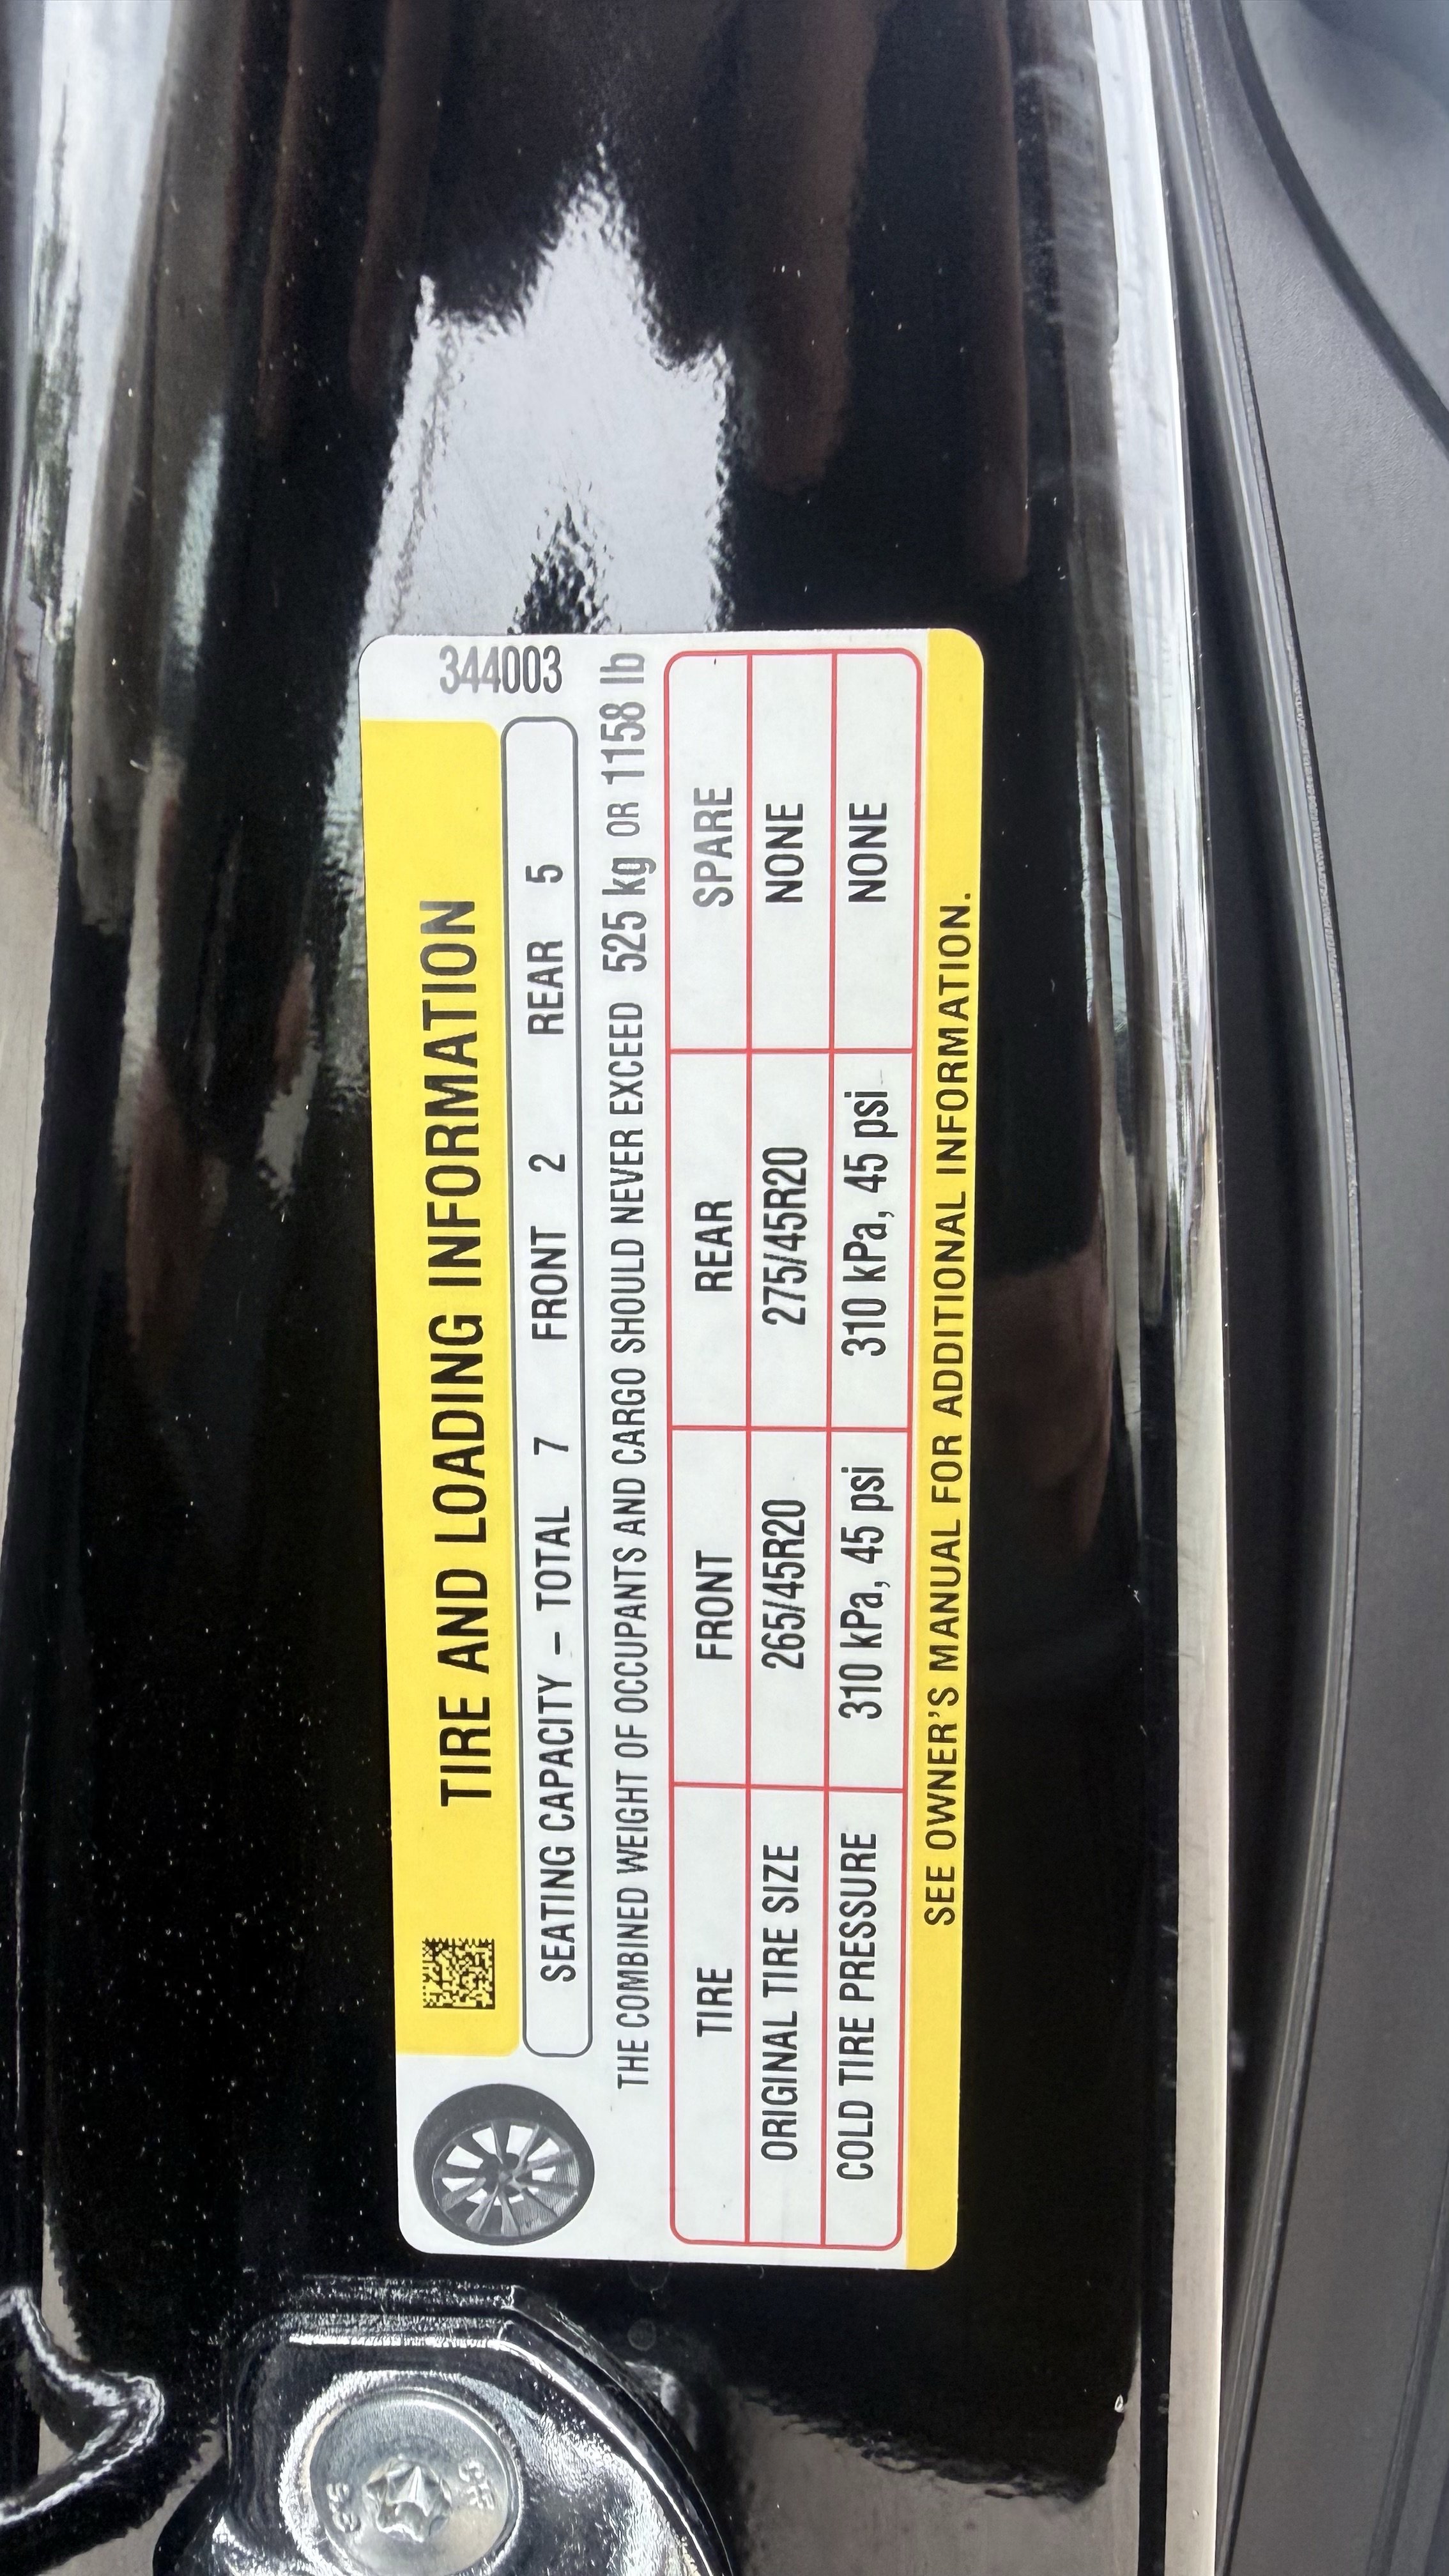 344003
TIRE AND LOADING INFORMATION
SEATING CAPACITY – TOTAL 7 FRONT 2 REAR 5
THE COMBINED WEIGHT OF OCCUPANTS AND CARGO SHOULD NEVER EXCEED 525 kg OR 1158 lb
TIRE FRONT REAR SPARE
ORIGINAL TIRE SIZE 265/45R20 275/45R20 NONE
COLD TIRE PRESSURE 310 kPa, 45 psi 310 kPa, 45 psi NONE
SEE OWNER'S MANUAL FOR ADDITIONAL INFORMATION.